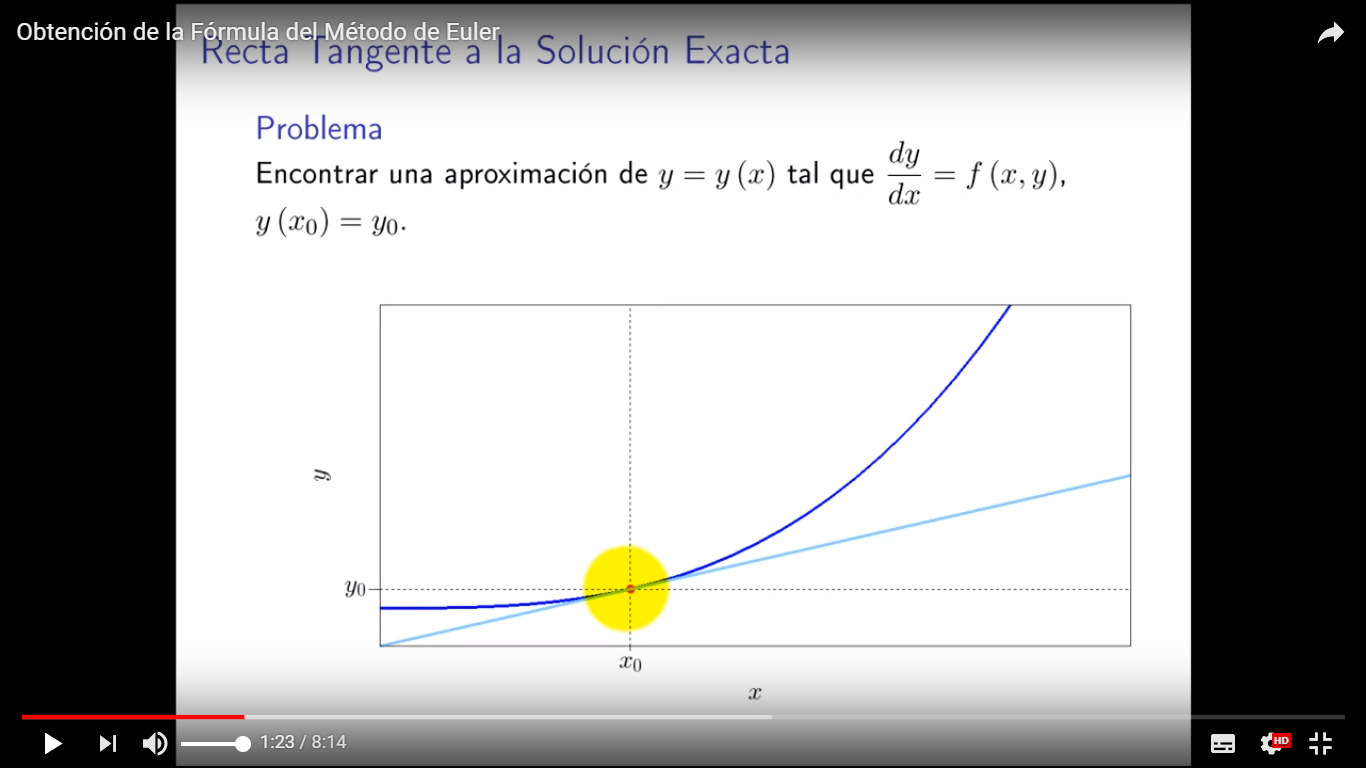 Obtención de la Fórmula del Método de Euler
Recta Tangente a la Solución Exacta
Problema
Encontrar una aproximación de y = y (x) tal que dy/dx = f (x, y),
y (x₀) = y₀.
y
y₀
x₀
x
1:23 / 8:14
HD